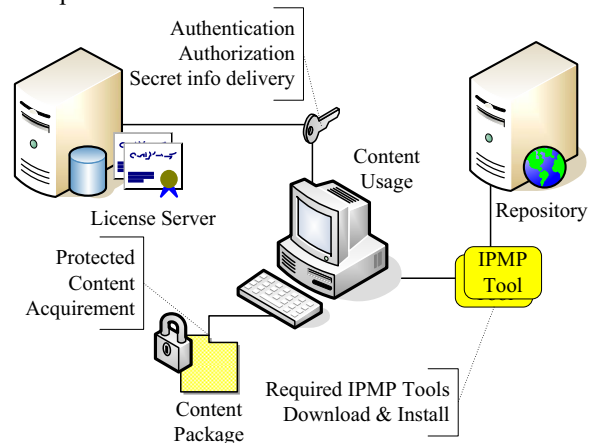 Authentication
Authorization
Secret info delivery
Content
Usage
License Server
Repository
Protected
Content
Acquirement
IPMP
Tool
Required IPMP Tools
Download & Install
Content
Package